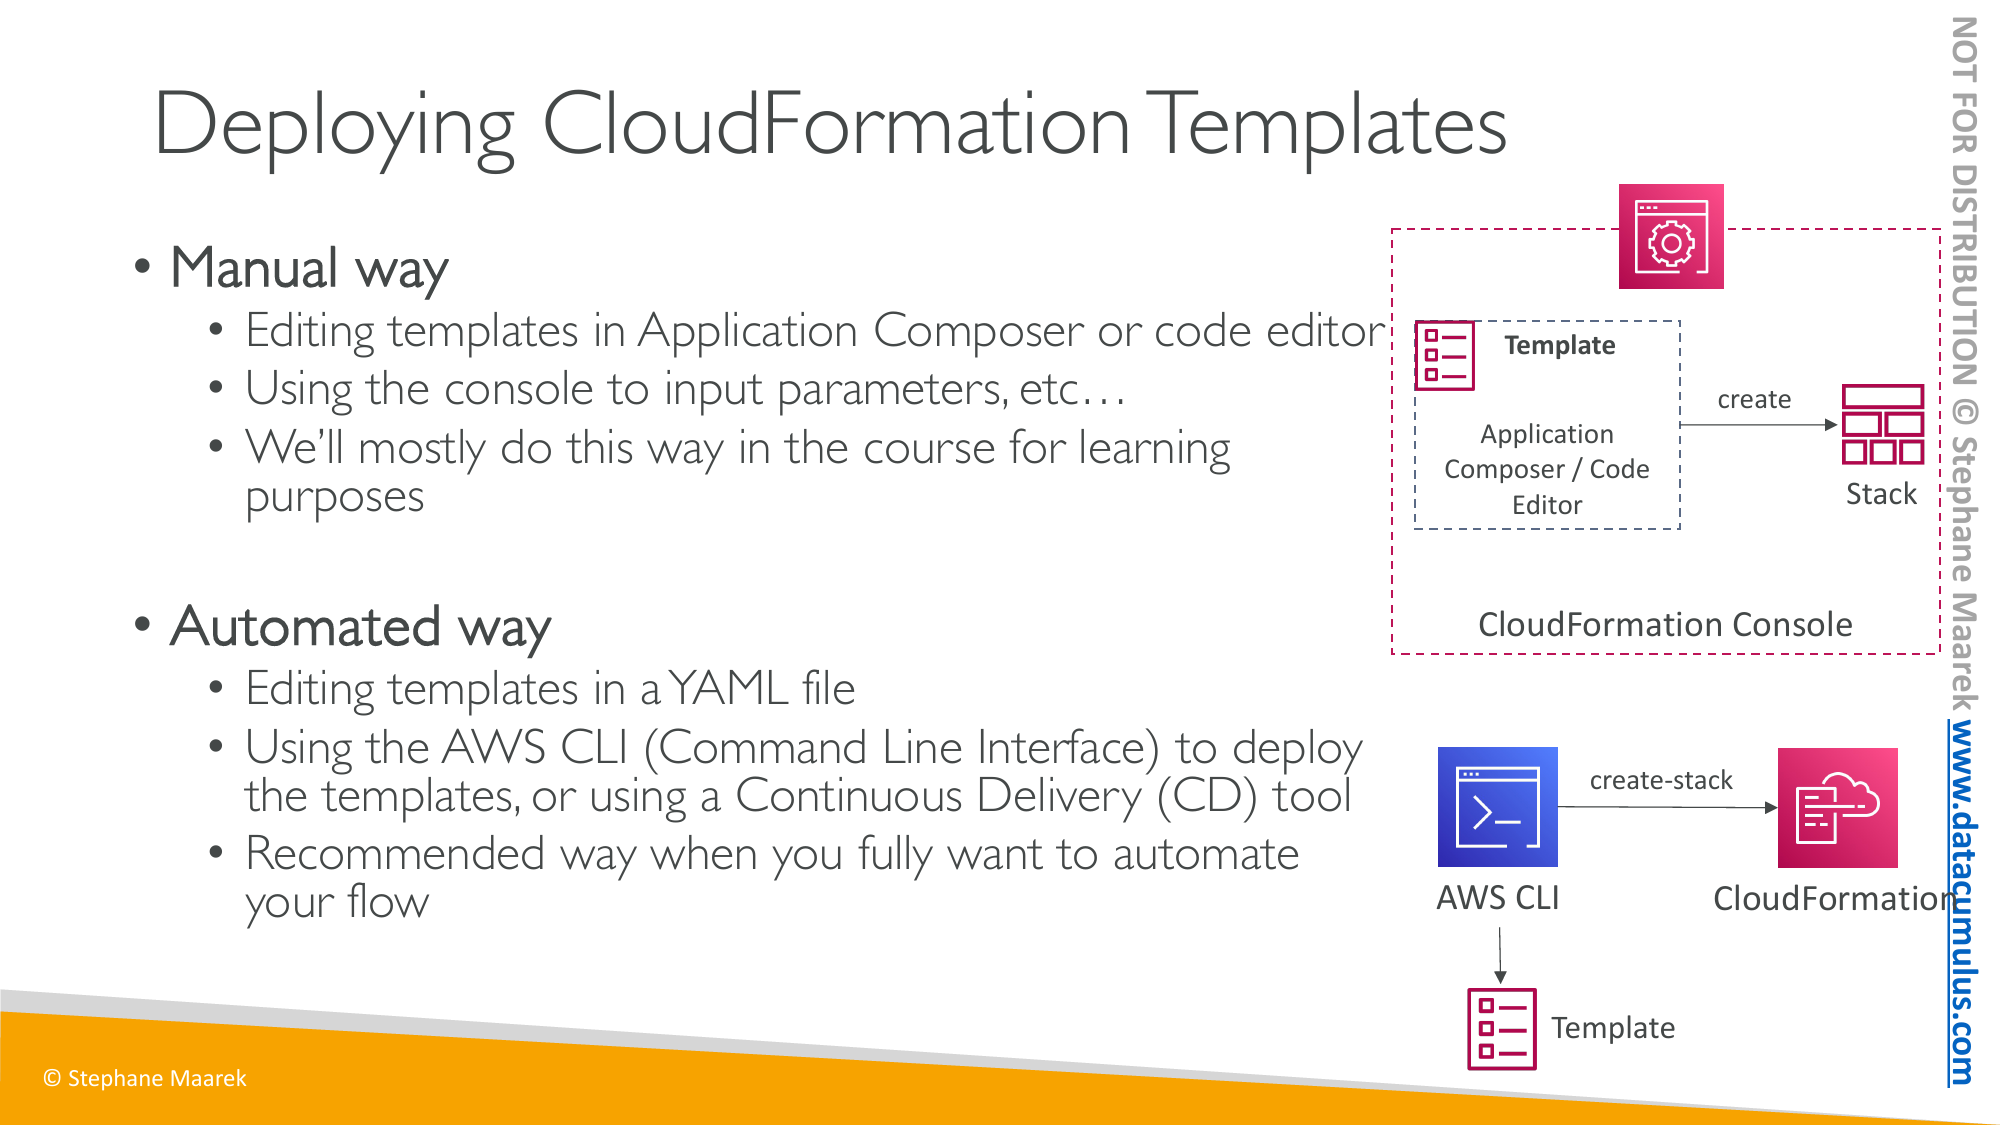 Deploying CloudFormation Templates
• Manual way
• Editing templates in Application Composer or code editor
• Using the console to input parameters, etc…
• We’ll mostly do this way in the course for learning
purposes
• Automated way
• Editing templates in a YAML file
• Using the AWS CLI (Command Line Interface) to deploy
the templates, or using a Continuous Delivery (CD) tool
• Recommended way when you fully want to automate
your flow
Template
Application
Composer / Code
Editor
create
Stack
CloudFormation Console
create-stack
AWS CLI
CloudFormation
Template
© Stephane Maarek
NOT FOR DISTRIBUTION © Stephane Maarek www.datacumulus.com